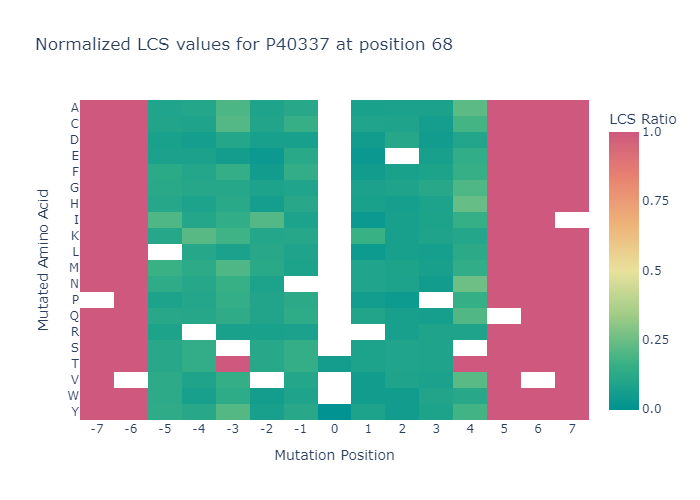 Normalized LCS values for P40337 at position 68
LCS Ratio
1.0
0.75
0.5
0.25
0.0
Mutated Amino Acid
A
C
D
E
F
G
H
I
K
L
M
N
P
Q
R
S
T
V
W
Y
-7 -6 -5 -4 -3 -2 -1 0 1 2 3 4 5 6 7
Mutation Position